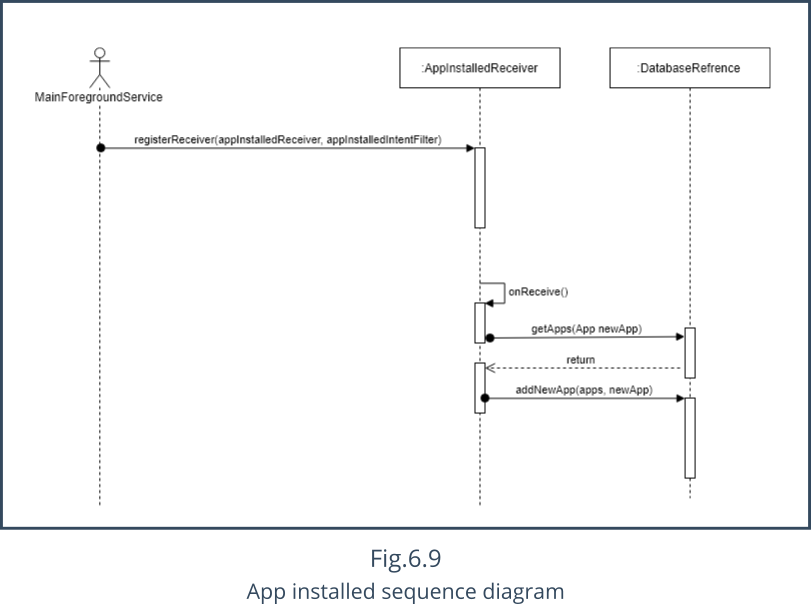 :AppInstalledReceiver
:DatabaseRefrence
MainForegroundService
registerReceiver(appInstalledReceiver, appInstalledIntentFilter)
onReceive()
getApps(App newApp)
return
addNewApp(apps, newApp)
Fig.6.9
App installed sequence diagram